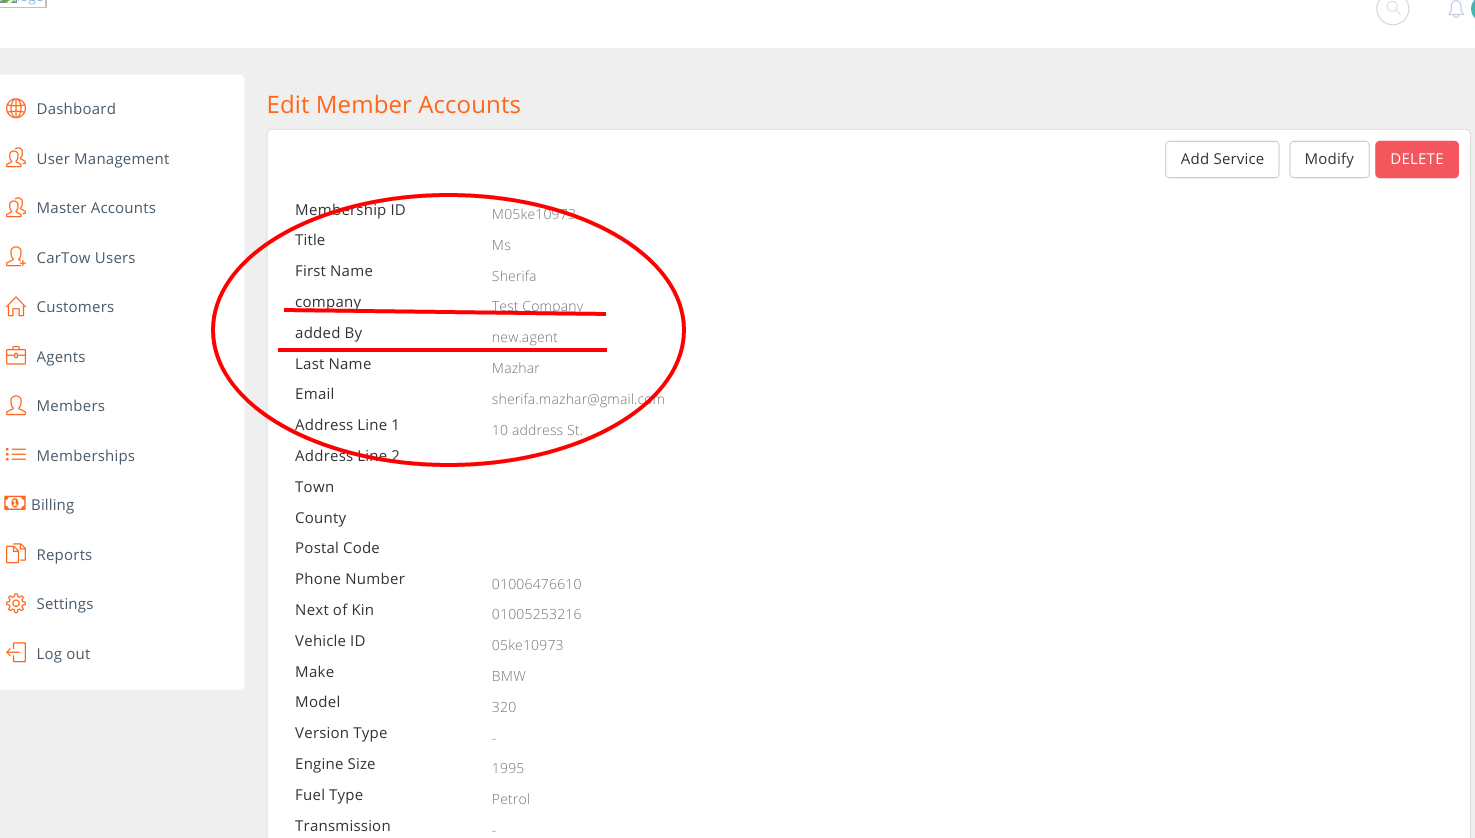 Dashboard
User Management
Master Accounts
CarTow Users
Customers
Agents
Members
Memberships
Billing
Reports
Settings
Log out
Edit Member Accounts
Add Service Modify DELETE
Membership ID M05ke10973
Title Ms
First Name Sherifa
company Test Company
added By new.agent
Last Name Mazhar
Email sherifa.mazhar@gmail.com
Address Line 1 10 address St.
Address Line 2
Town
County
Postal Code
Phone Number 01006476610
Next of Kin 01005253216
Vehicle ID 05ke10973
Make BMW
Model 320
Version Type -
Engine Size 1995
Fuel Type Petrol
Transmission -